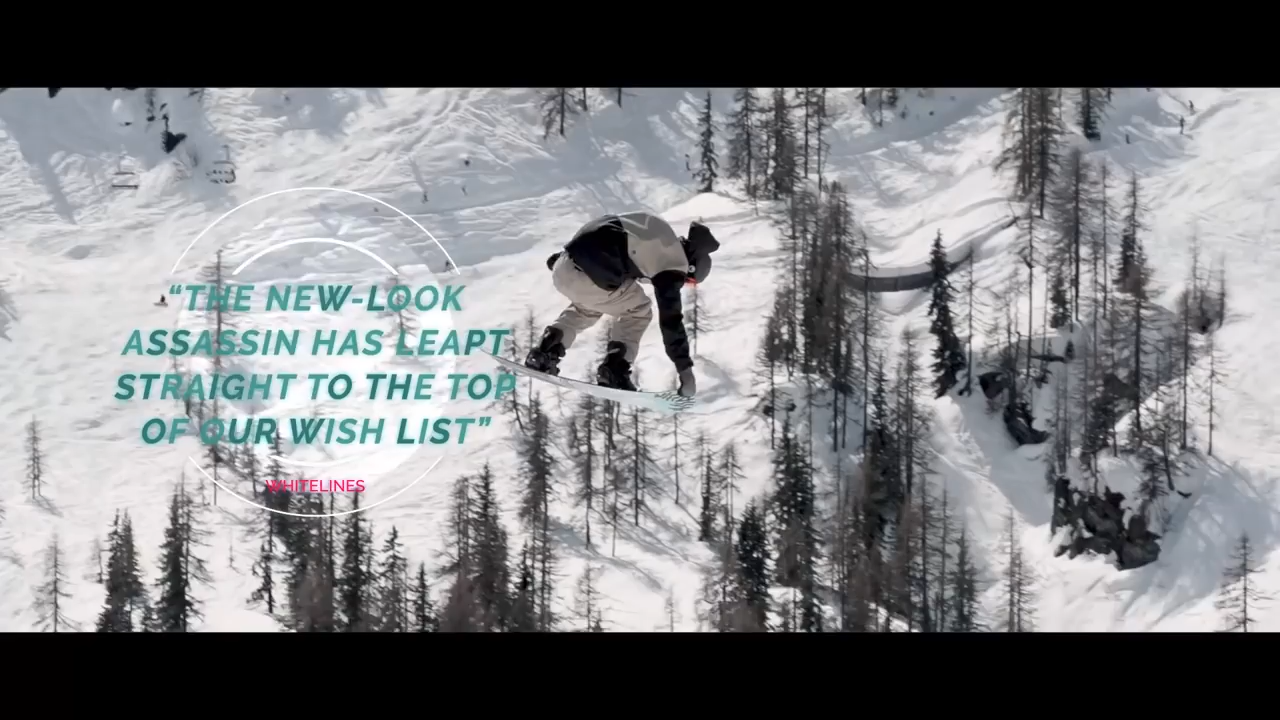 “THE NEW-LOOK
ASSASSIN HAS LEAPT
STRAIGHT TO THE TOP
OF OUR WISH LIST”
WHITELINES